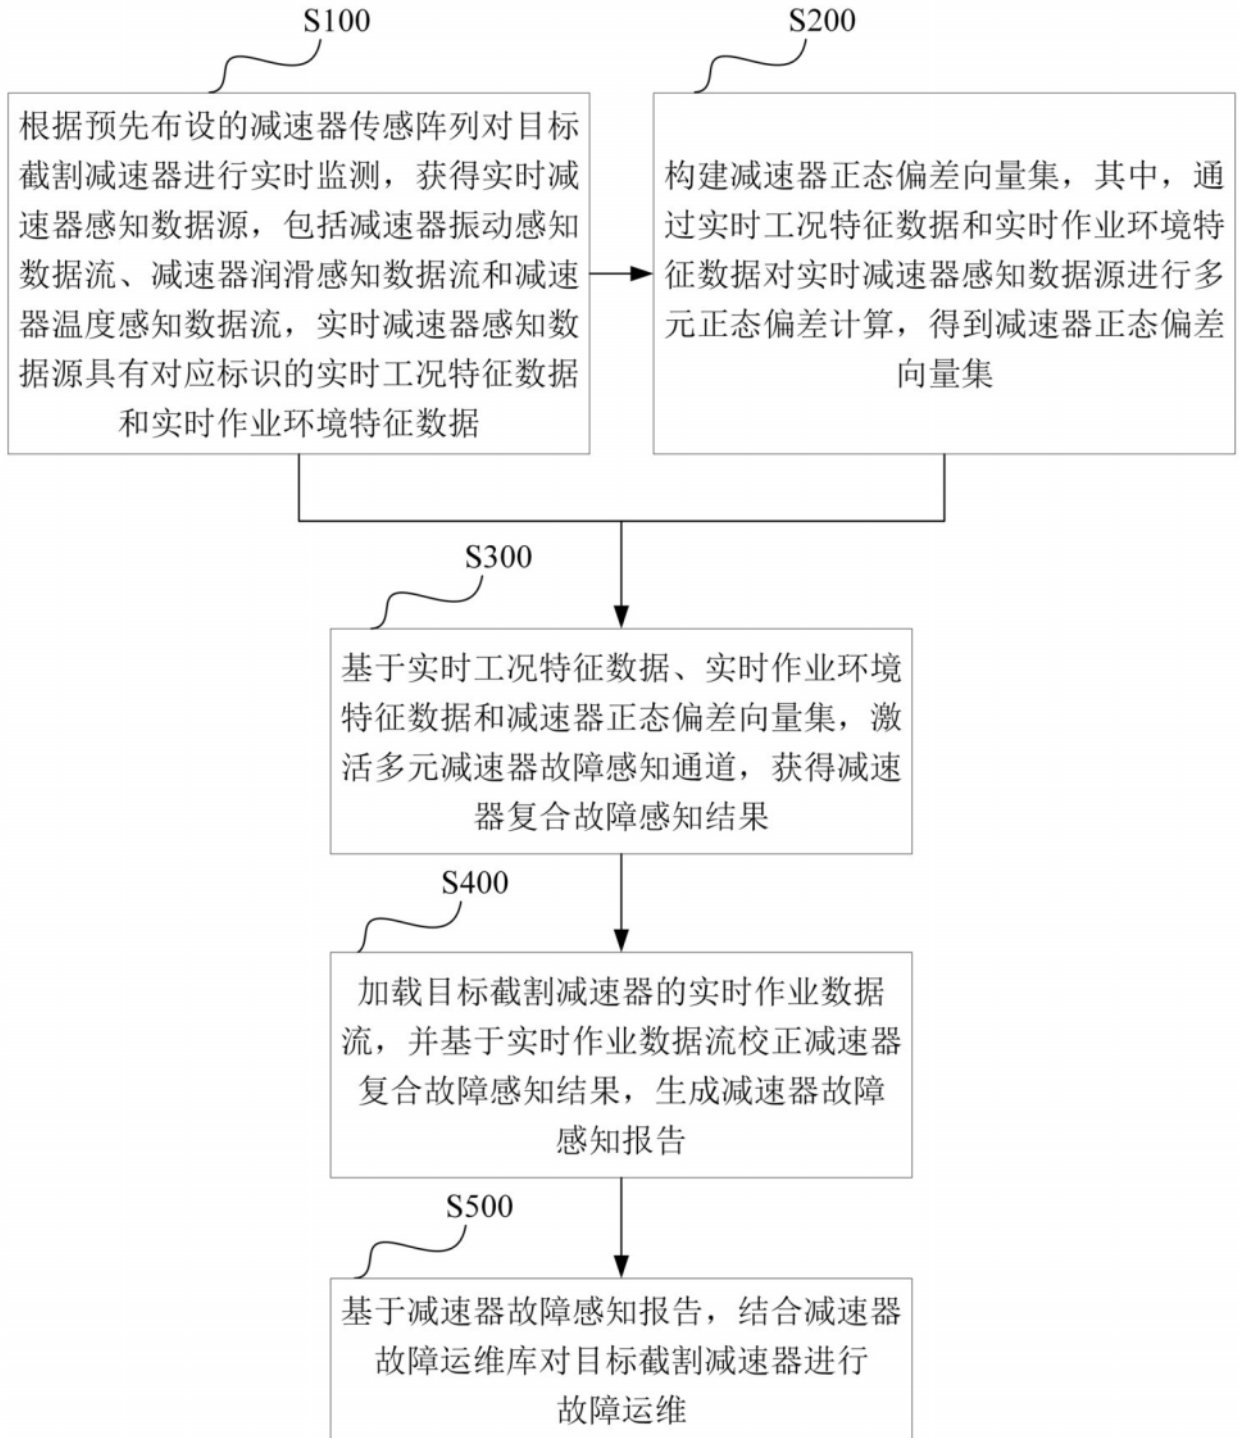 S100
根据预先布设的减速器传感阵列对目标
截割减速器进行实时监测，获得实时减
速器感知数据源，包括减速器振动感知
数据流、减速器润滑感知数据流和减速
器温度感知数据流，实时减速器感知数
据源具有对应标识的实时工况特征数据
和实时作业环境特征数据
S200
构建减速器正态偏差向量集，其中，通
过实时工况特征数据和实时作业环境特
征数据对实时减速器感知数据源进行多
元正态偏差计算，得到减速器正态偏差
向量集
S300
基于实时工况特征数据、实时作业环境
特征数据和减速器正态偏差向量集，激
活多元减速器故障感知通道，获得减速
器复合故障感知结果
S400
加载目标截割减速器的实时作业数据
流，并基于实时作业数据流校正减速器
复合故障感知结果，生成减速器故障
感知报告
S500
基于减速器故障感知报告，结合减速器
故障运维库对目标截割减速器进行
故障运维